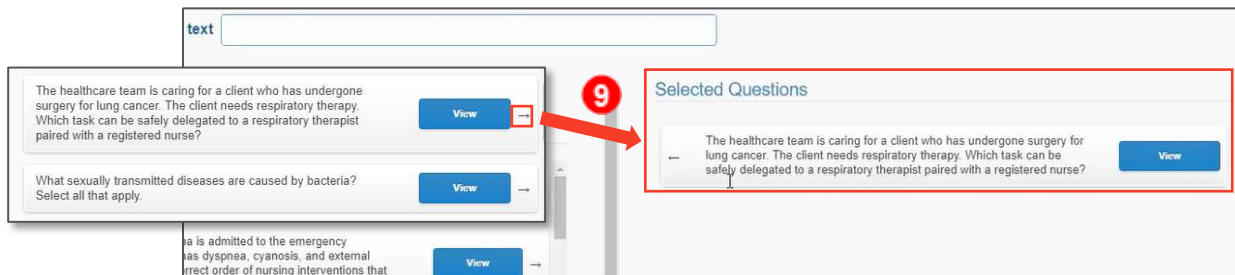 text
The healthcare team is caring for a client who has undergone
surgery for lung cancer. The client needs respiratory therapy.
Which task can be safely delegated to a respiratory therapist
paired with a registered nurse?
View
→
What sexually transmitted diseases are caused by bacteria?
Select all that apply.
View
→
is admitted to the emergency
has dyspnea, cyanosis, and external
order of nursing interventions that
View
→
9
Selected Questions
←
The healthcare team is caring for a client who has undergone surgery for
lung cancer. The client needs respiratory therapy. Which task can be
safely delegated to a respiratory therapist paired with a registered nurse?
View